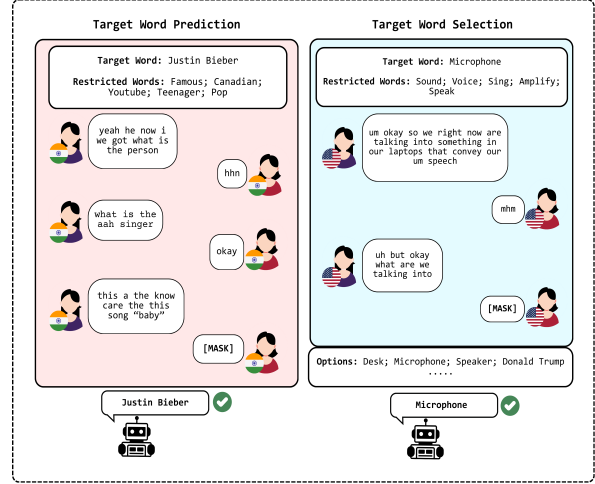 Target Word Prediction
Target Word: Justin Bieber
Restricted Words: Famous; Canadian;
Youtube; Teenager; Pop
yeah he now i
we got what is
the person
hhn
what is the
aah singer
okay
this a the know
care the this
song “baby”
[MASK]
Justin Bieber
Target Word Selection
Target Word: Microphone
Restricted Words: Sound; Voice; Sing; Amplify;
Speak
um okay so we right now are
talking into something in
our laptops that convey our
um speech
mhm
uh but okay
what are we
talking into
[MASK]
Options: Desk; Microphone; Speaker; Donald Trump
.....
Microphone